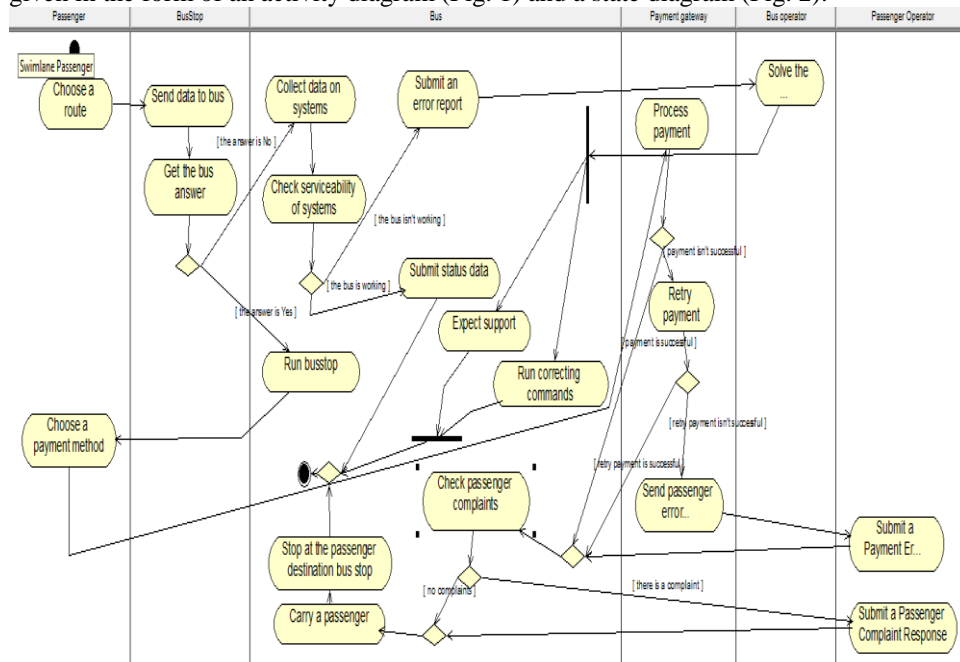 given in the form of an activity diagram (Fig. 1) and a state diagram (Fig. 2).
Passenger
BusStop
Bus
Payment gateway
Bus operator
Passenger Operator
Swimlane Passenger
Choose a
route
Send data to bus
Get the bus
answer
[ the answer is No ]
[ the answer is Yes ]
Collect data on
systems
Check serviceability
of systems
[ the bus isn't working ]
[ the bus is working ]
Submit an
error report
Submit status data
Expect support
Run correcting
commands
Run busstop
Choose a
payment method
Solve the
...
Process
payment
[ payment isn't successful ]
Retry
payment
[ payment is successful ]
[ retry payment isn't successful ]
[ retry payment is successful
Send passenger
error...
Submit a
Payment Er...
Check passenger
complaints
[ no complaints ]
[ there is a complaint ]
Submit a Passenger
Complaint Response
Stop at the passenger
destination bus stop
Carry a passenger